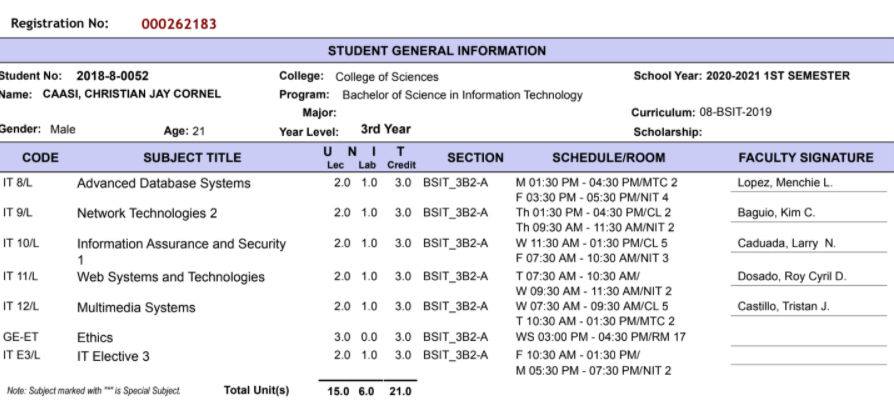 Registration No: 000262183
STUDENT GENERAL INFORMATION
Student No: 2018-8-0052 College: College of Sciences School Year: 2020-2021 1ST SEMESTER
Name: CAASI, CHRISTIAN JAY CORNEL Program: Bachelor of Science in Information Technology
Major: Curriculum: 08-BSIT-2019
Gender: Male Age: 21 Year Level: 3rd Year Scholarship:
CODE SUBJECT TITLE U N I T SECTION SCHEDULE/ROOM FACULTY SIGNATURE
Lec Lab Credit
IT 8/L Advanced Database Systems 2.0 1.0 3.0 BSIT_3B2-A M 01:30 PM - 04:30 PM/MTC 2 Lopez, Menchie L.
F 03:30 PM - 05:30 PM/NIT 4
IT 9/L Network Technologies 2 2.0 1.0 3.0 BSIT_3B2-A Th 01:30 PM - 04:30 PM/CL 2 Baguio, Kim C.
Th 09:30 AM - 11:30 AM/NIT 2
IT 10/L Information Assurance and Security 2.0 1.0 3.0 BSIT_3B2-A W 11:30 AM - 01:30 PM/CL 5 Caduada, Larry N.
1 F 07:30 AM - 10:30 AM/NIT 3
IT 11/L Web Systems and Technologies 2.0 1.0 3.0 BSIT_3B2-A T 07:30 AM - 10:30 AM/ Dosado, Roy Cyril D.
W 09:30 AM - 11:30 AM/NIT 2
IT 12/L Multimedia Systems 2.0 1.0 3.0 BSIT_3B2-A W 07:30 AM - 09:30 AM/CL 5 Castillo, Tristan J.
T 10:30 AM - 01:30 PM/MTC 2
GE-ET Ethics 3.0 0.0 3.0 BSIT_3B2-A WS 03:00 PM - 04:30 PM/RM 17
IT E3/L IT Elective 3 2.0 1.0 3.0 BSIT_3B2-A F 10:30 AM - 01:30 PM/
M 05:30 PM - 07:30 PM/NIT 2
Note: Subject marked with "*" is Special Subject. Total Unit(s) 15.0 6.0 21.0